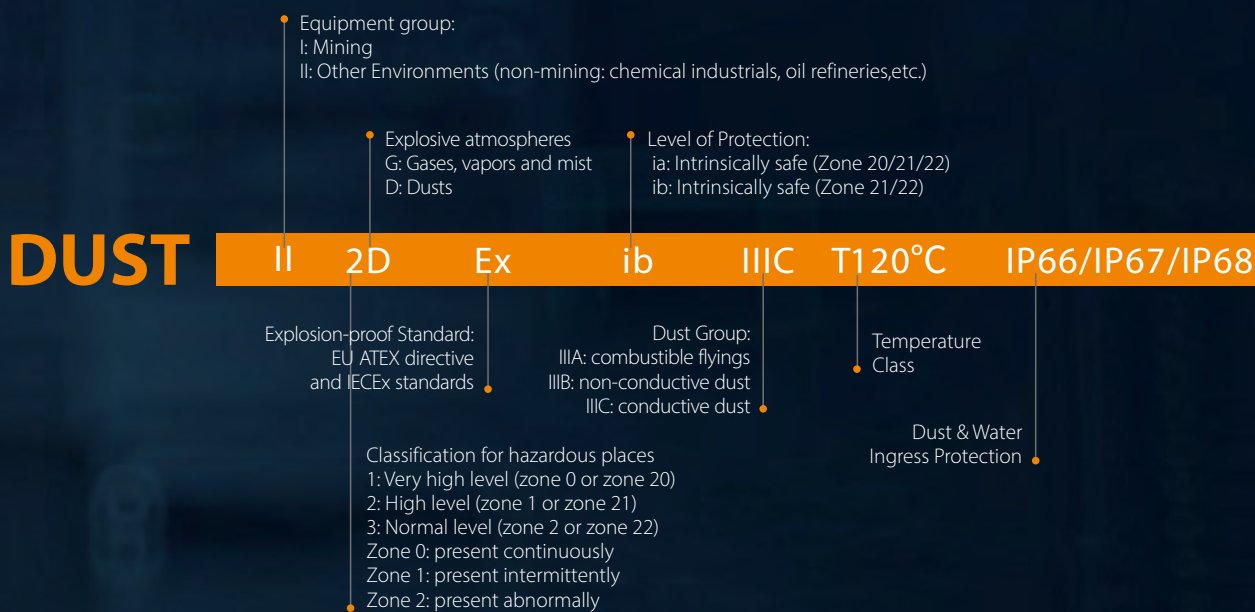 Equipment group:
I: Mining
II: Other Environments (non-mining: chemical industrials, oil refineries,etc.)
Explosive atmospheres
G: Gases, vapors and mist
D: Dusts
Level of Protection:
ia: Intrinsically safe (Zone 20/21/22)
ib: Intrinsically safe (Zone 21/22)
DUST II 2D Ex ib IIIC T120°C IP66/IP67/IP68
Explosion-proof Standard:
EU ATEX directive
and IECEx standards
Dust Group:
IIIA: combustible flyings
IIIB: non-conductive dust
IIIC: conductive dust
Temperature
Class
Dust & Water
Ingress Protection
Classification for hazardous places
1: Very high level (zone 0 or zone 20)
2: High level (zone 1 or zone 21)
3: Normal level (zone 2 or zone 22)
Zone 0: present continuously
Zone 1: present intermittently
Zone 2: present abnormally